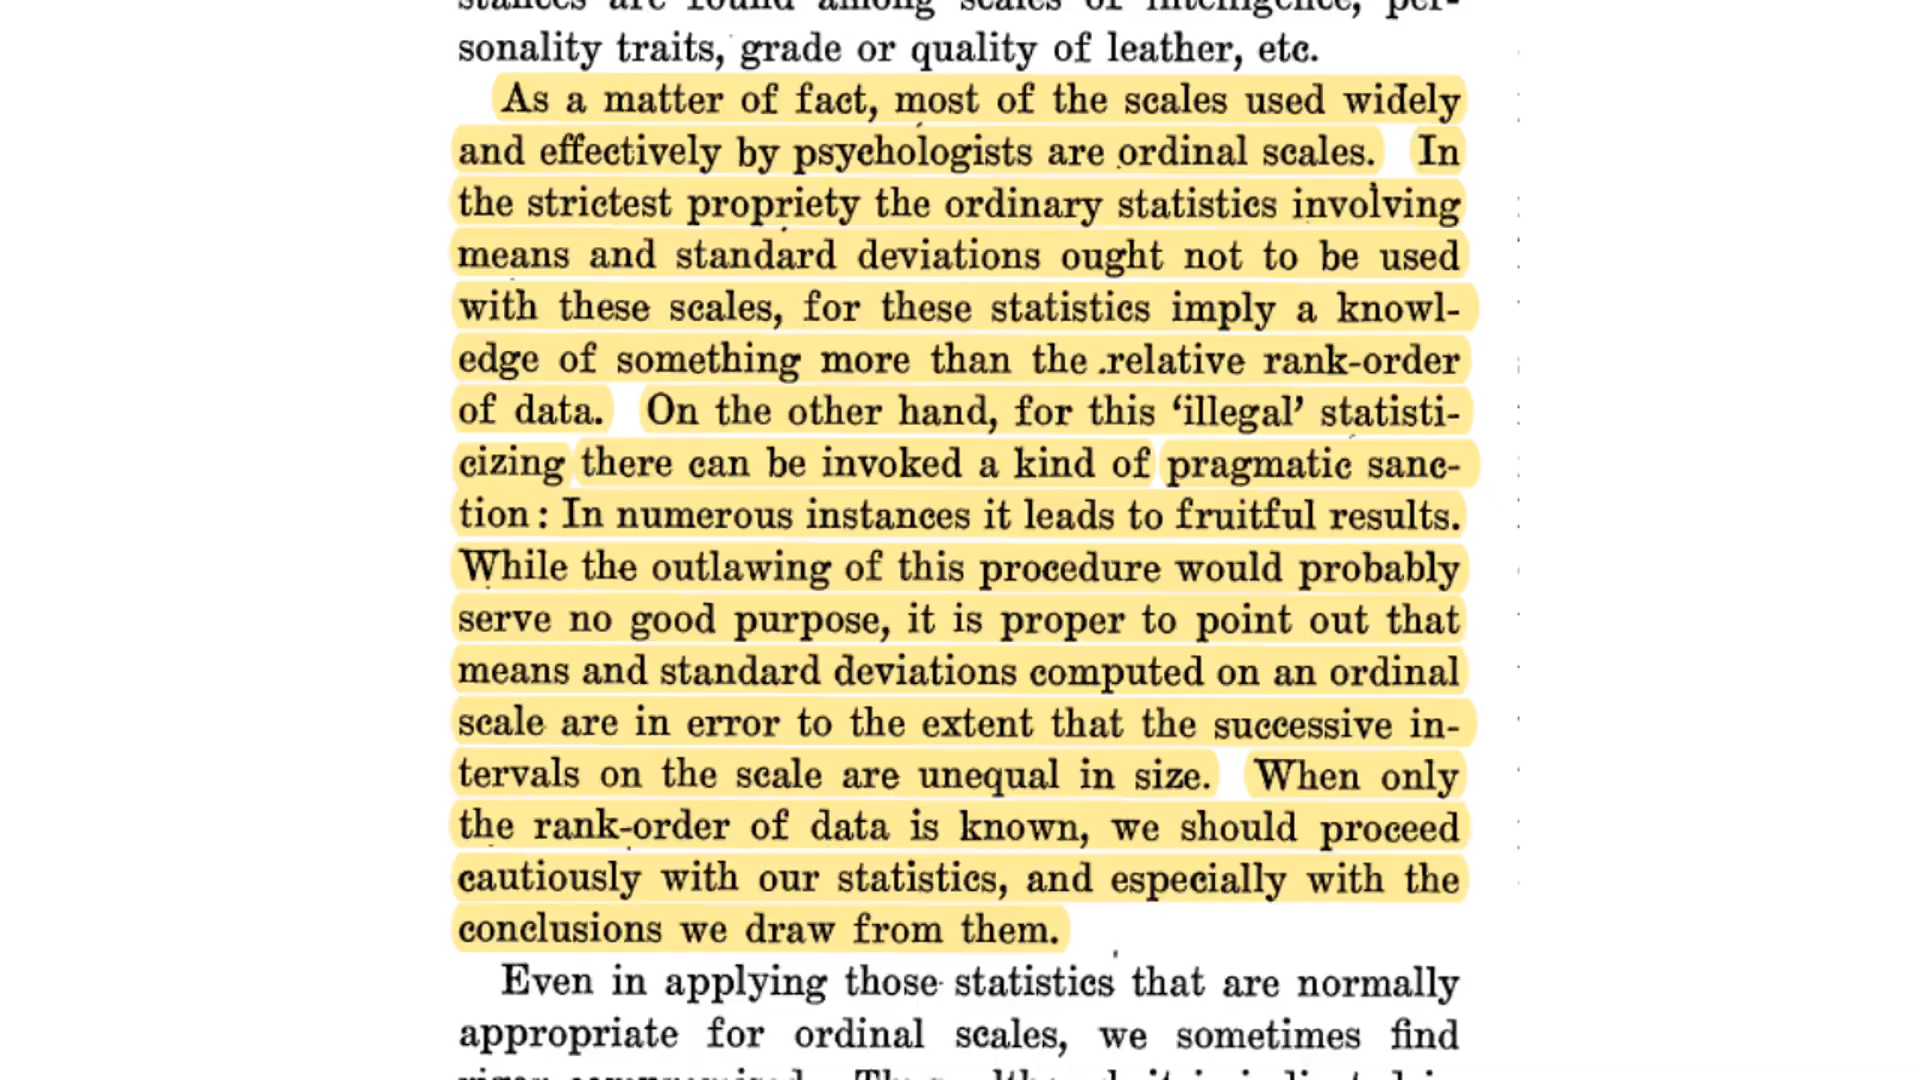 stances are found among scales of intelligence, per-
sonality traits, grade or quality of leather, etc.
As a matter of fact, most of the scales used widely
and effectively by psychologists are ordinal scales. In
the strictest propriety the ordinary statistics involving
means and standard deviations ought not to be used
with these scales, for these statistics imply a knowl-
edge of something more than the relative rank-order
of data. On the other hand, for this ‘illegal’ statisti-
cizing there can be invoked a kind of pragmatic sanc-
tion: In numerous instances it leads to fruitful results.
While the outlawing of this procedure would probably
serve no good purpose, it is proper to point out that
means and standard deviations computed on an ordinal
scale are in error to the extent that the successive in-
tervals on the scale are unequal in size. When only
the rank-order of data is known, we should proceed
cautiously with our statistics, and especially with the
conclusions we draw from them.
Even in applying those statistics that are normally
appropriate for ordinal scales, we sometimes find